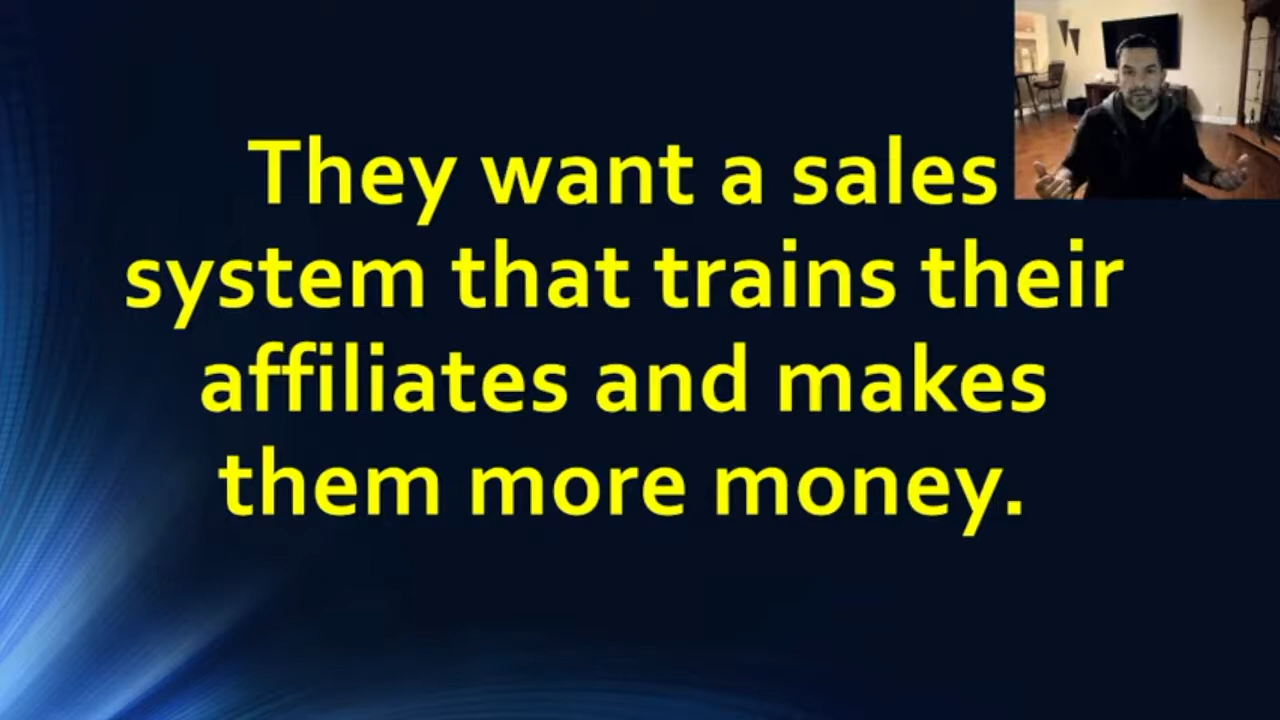 They want a sales
system that trains their
affiliates and makes
them more money.